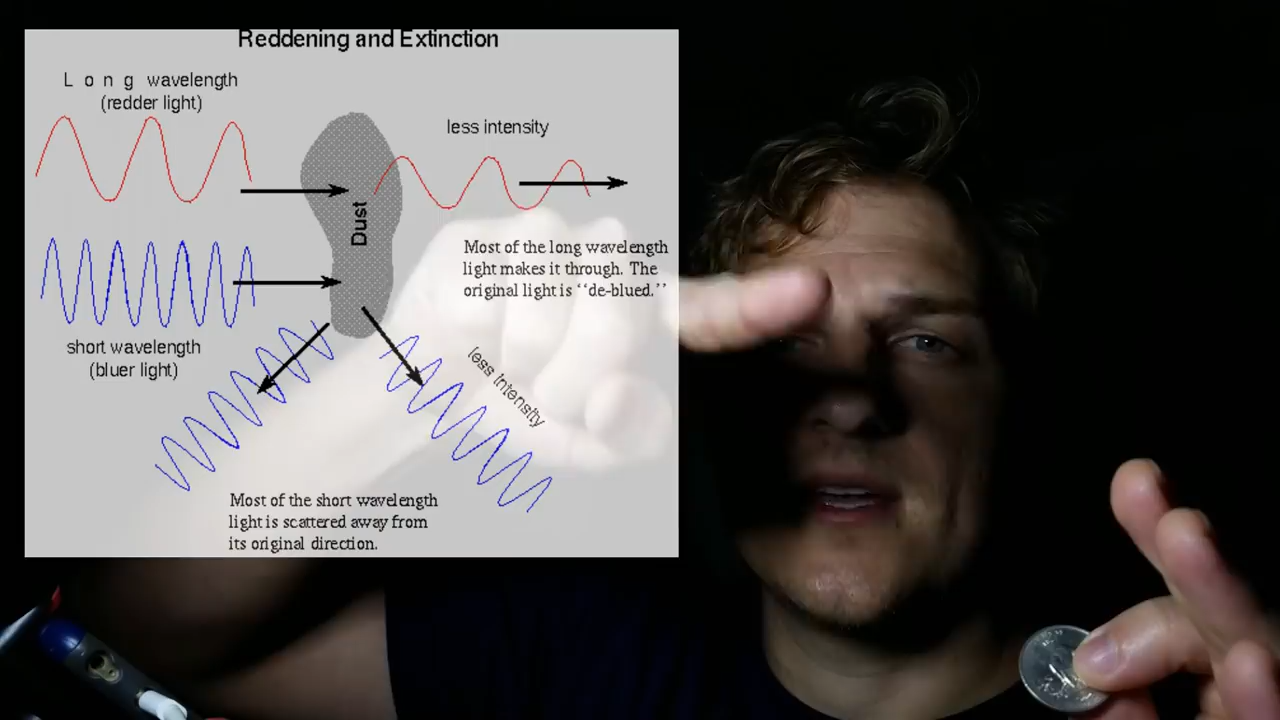 Reddening and Extinction
L o n g wavelength
(redder light)
less intensity
Dust
Most of the long wavelength
light makes it through. The
original light is ‘‘de-blued.’’
short wavelength
(bluer light)
less intensity
Most of the short wavelength
light is scattered away from
its original direction.